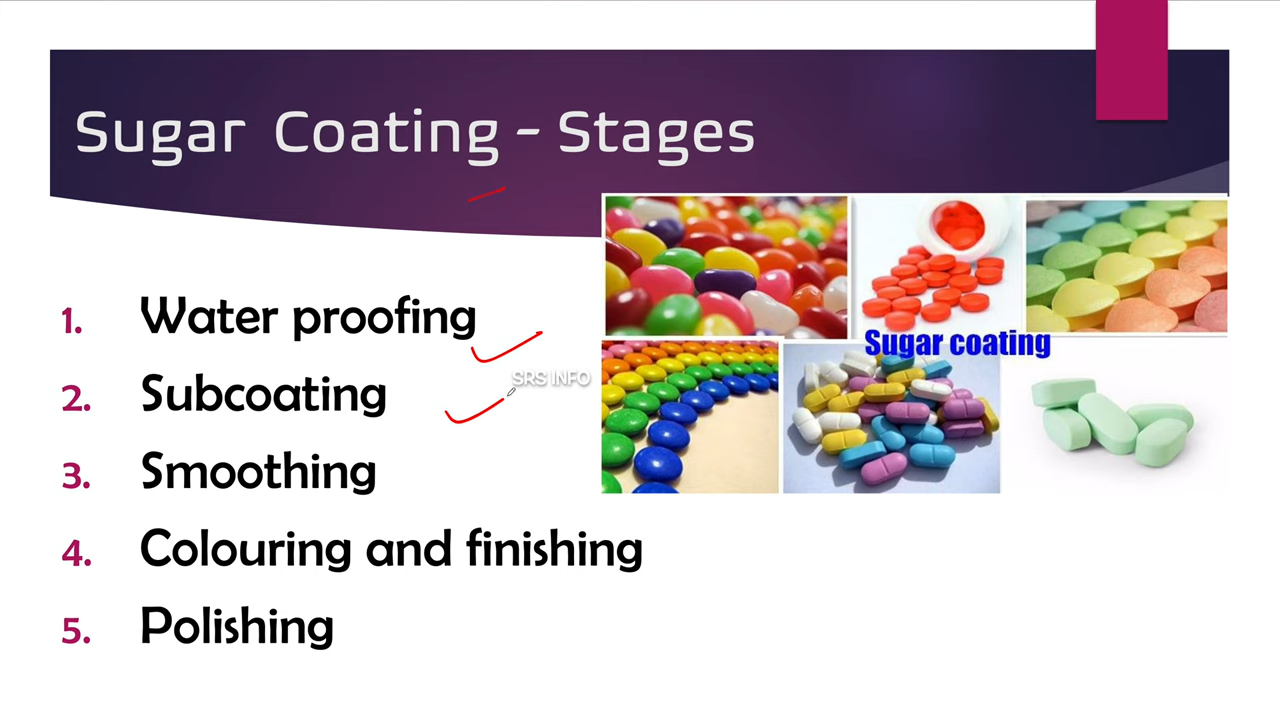 Sugar Coating - Stages
1. Water proofing
2. Subcoating
3. Smoothing
4. Colouring and finishing
5. Polishing
Sugar coating
SRS INFO